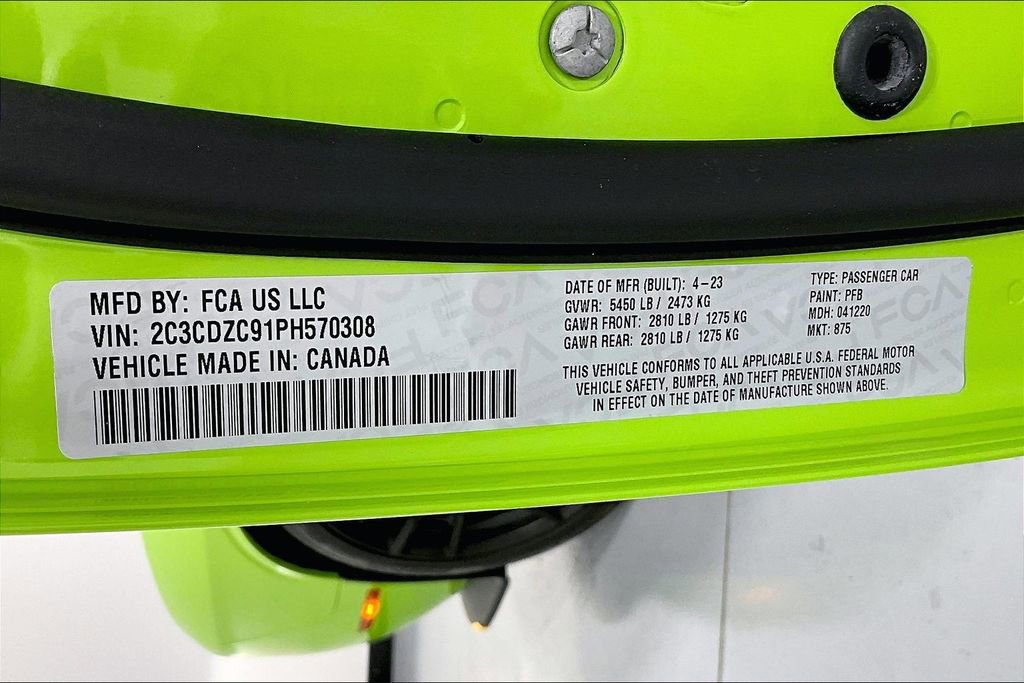 MFD BY: FCA US LLC
VIN: 2C3CDZC91PH570308
VEHICLE MADE IN: CANADA
DATE OF MFR (BUILT): 4-23
GVWR: 5450 LB / 2473 KG
GAWR FRONT: 2810 LB / 1275 KG
GAWR REAR: 2810 LB / 1275 KG
TYPE: PASSENGER CAR
PAINT: PFB
MDH: 041220
MKT: 875
THIS VEHICLE CONFORMS TO ALL APPLICABLE U.S.A. FEDERAL MOTOR
VEHICLE SAFETY, BUMPER, AND THEFT PREVENTION STANDARDS
IN EFFECT ON THE DATE OF MANUFACTURE SHOWN ABOVE.